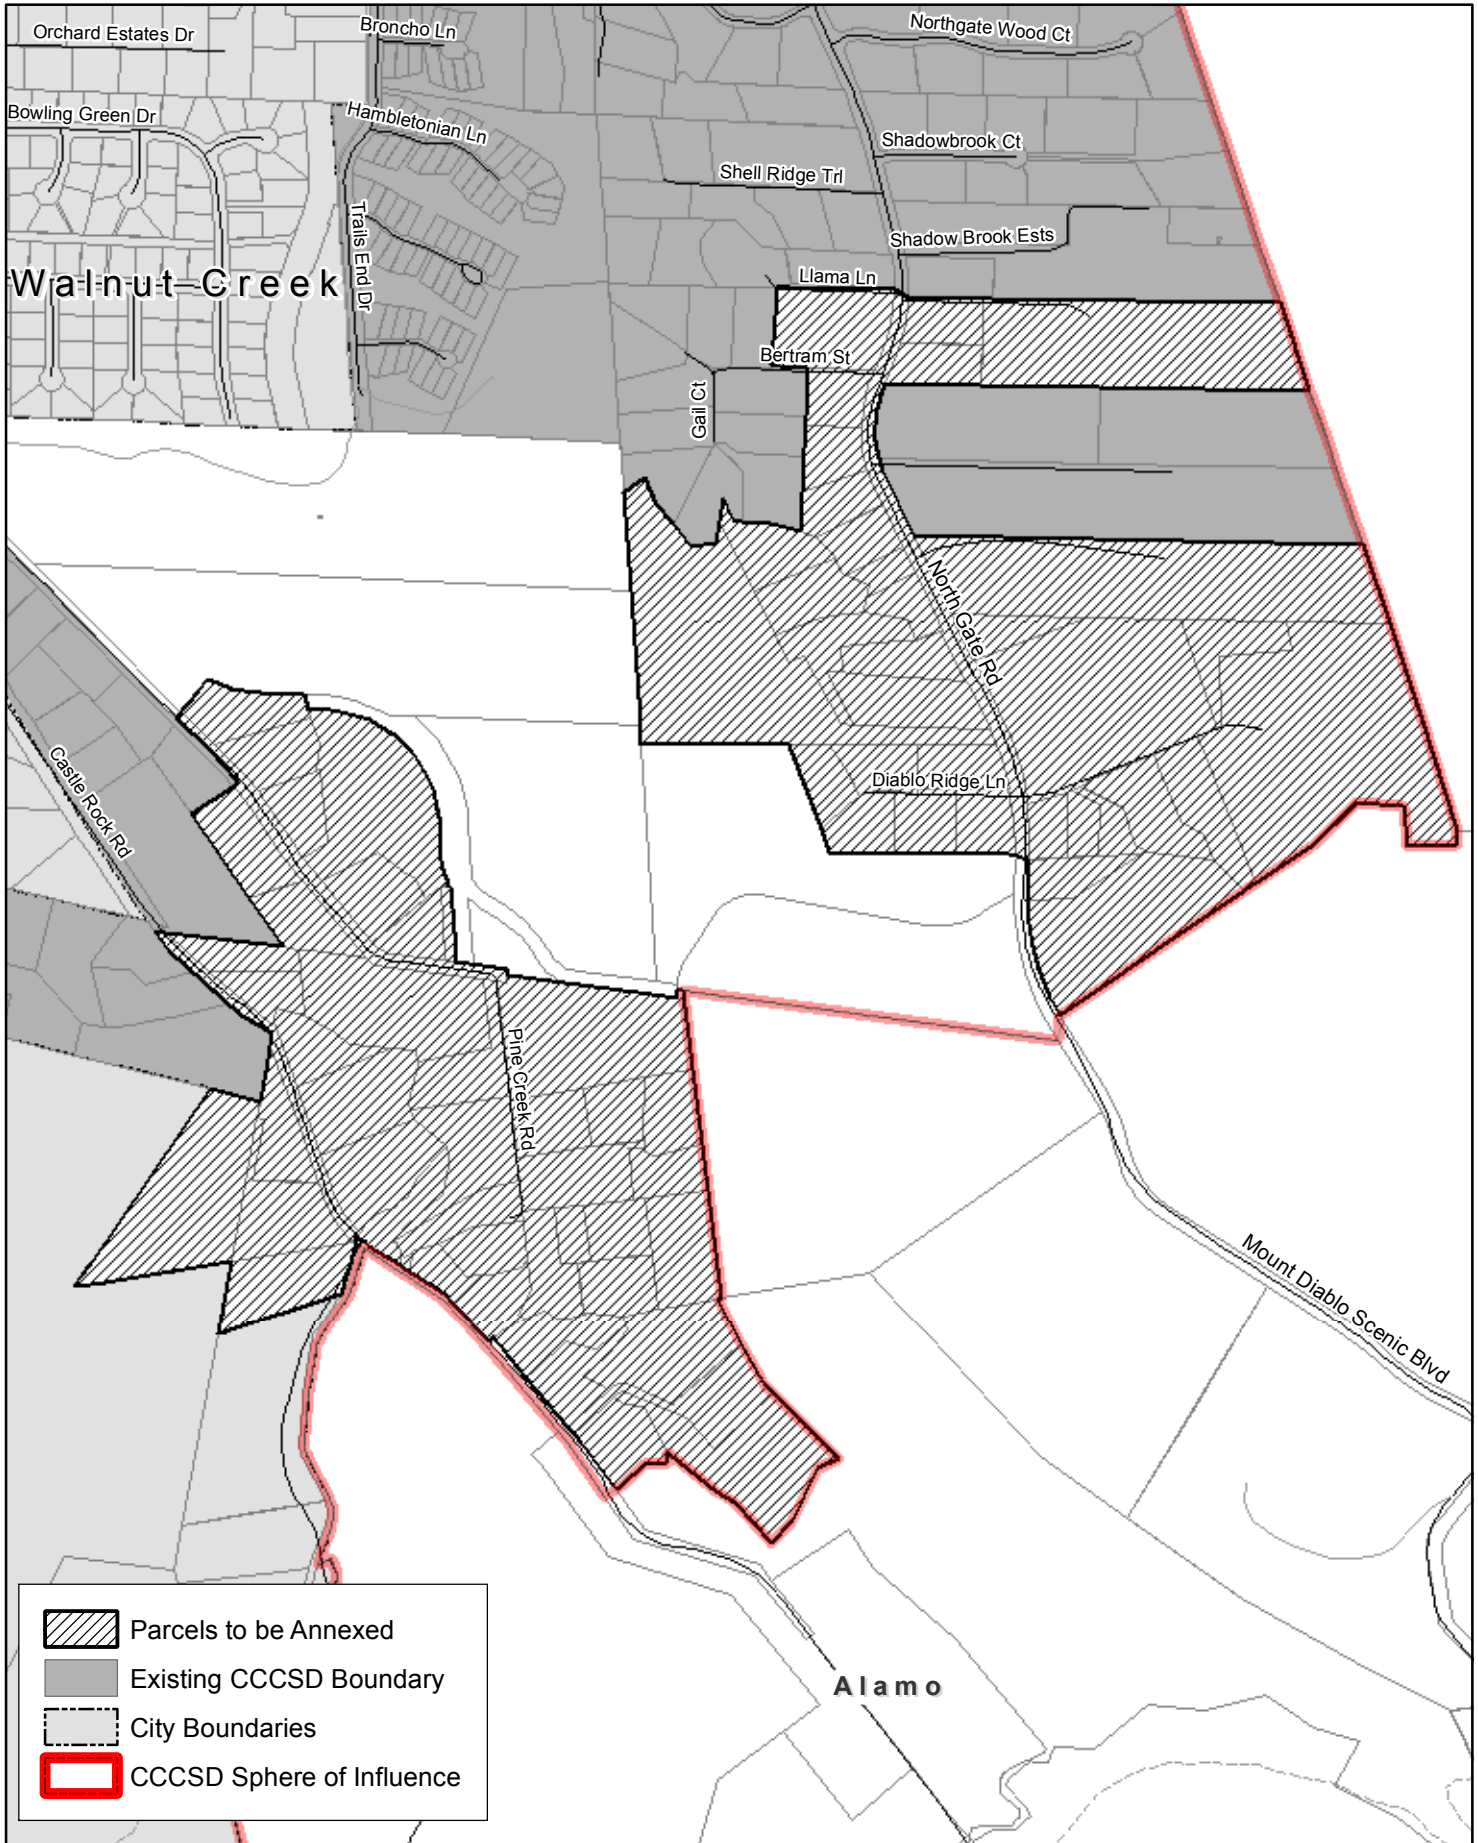 Orchard Estates Dr
Broncho Ln
Northgate Wood Ct
Bowling Green Dr
Hambletonian Ln
Shadowbrook Ct
Shell Ridge Trl
Trails End Dr
Shadow Brook Ests
Walnut Creek
Llama Ln
Bertram St
Gail Ct
North Gate Rd
Castle Rock Rd
Diablo Ridge Ln
Pine Creek Rd
Mount Diablo Scenic Blvd
Alamo
Parcels to be Annexed
Existing CCCSD Boundary
City Boundaries
CCCSD Sphere of Influence